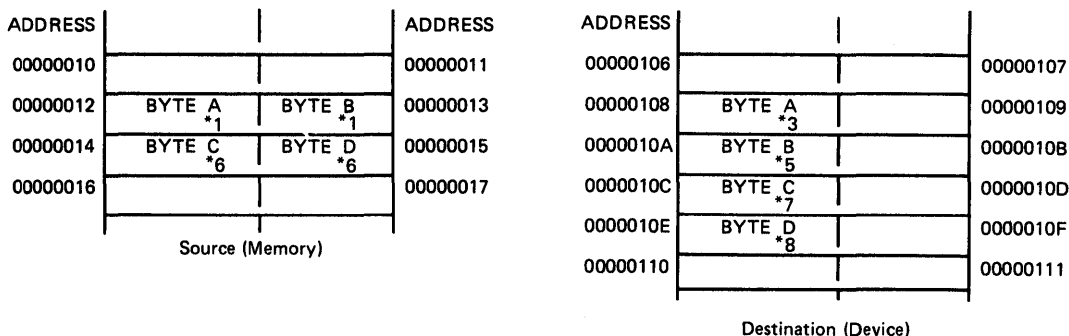 ADDRESS ADDRESS
00000010 00000011
00000012 BYTE A *1 BYTE B *1 00000013
00000014 BYTE C *6 BYTE D *6 00000015
00000016 00000017
Source (Memory)
ADDRESS
00000106 00000107
00000108 BYTE A *3 00000109
0000010A BYTE B *5 0000010B
0000010C BYTE C *7 0000010D
0000010E BYTE D *8 0000010F
00000110 00000111
Destination (Device)